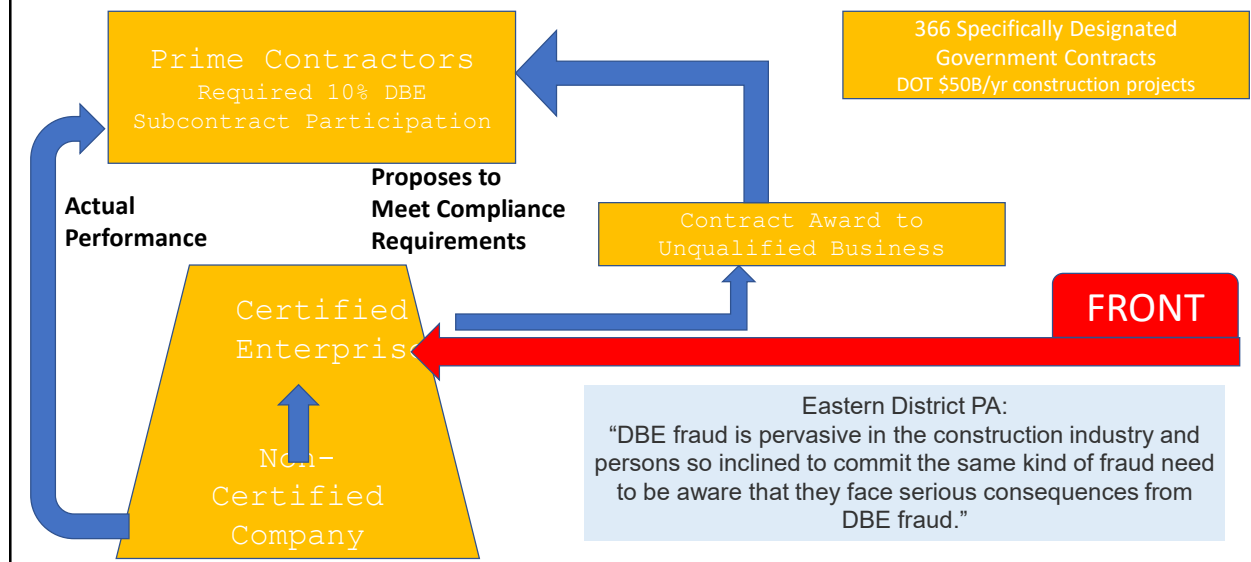 Prime Contractors
Required 10% DBE
Subcontract Participation
366 Specifically Designated
Government Contracts
DOT $50B/yr construction projects
Actual
Performance
Proposes to
Meet Compliance
Requirements
Contract Award to
Unqualified Business
Certified
Enterprise
FRONT
Non-
Certified
Company
Eastern District PA:
“DBE fraud is pervasive in the construction industry and
persons so inclined to commit the same kind of fraud need
to be aware that they face serious consequences from
DBE fraud.”